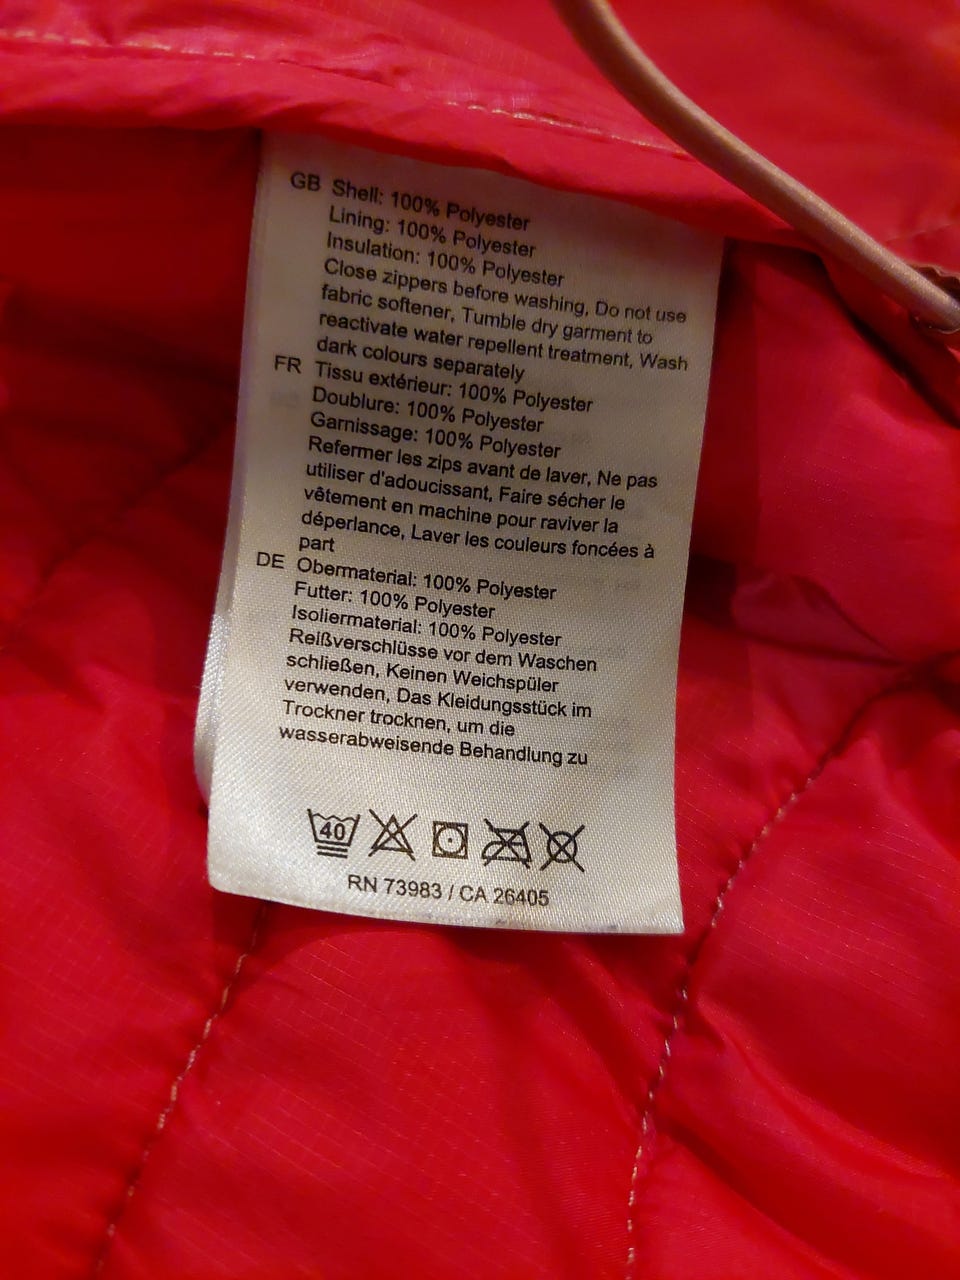 GB Shell: 100% Polyester
Lining: 100% Polyester
Insulation: 100% Polyester
Close zippers before washing, Do not use
fabric softener, Tumble dry garment to
reactivate water repellent treatment, Wash
dark colours separately
FR Tissu extérieur: 100% Polyester
Doublure: 100% Polyester
Garnissage: 100% Polyester
Refermer les zips avant de laver, Ne pas
utiliser d'adoucissant, Faire sécher le
vêtement en machine pour raviver la
déperlance, Laver les couleurs foncées à
part
DE Obermaterial: 100% Polyester
Futter: 100% Polyester
Isoliermaterial: 100% Polyester
Reißverschlüsse vor dem Waschen
schließen, Keinen Weichspüler
verwenden, Das Kleidungsstück im
Trockner trocknen, um die
wasserabweisende Behandlung zu
40
RN 73983 / CA 26405